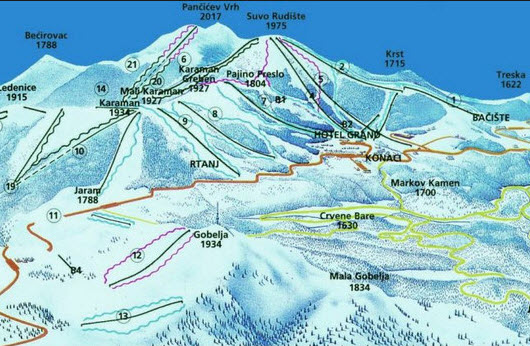 Pančićev Vrh
2017
Suvo Rudište
1975
Bećirovac
1788
Krst
1715
Treska
1622
21
6
20
14
Karaman
Greben
1927
Pajino Preslo
1804
2
5
4
Ledenice
1915
Mali Karaman
1927
Karaman
1934
7
B1
1
9
8
B2
HOTEL GRAND
BAČIŠTE
10
RTANJ
KONACI
19
Jaram
1788
Markov Kamen
1700
11
Crvene Bare
1630
Gobelja
1934
12
B4
Mala Gobelja
1834
13